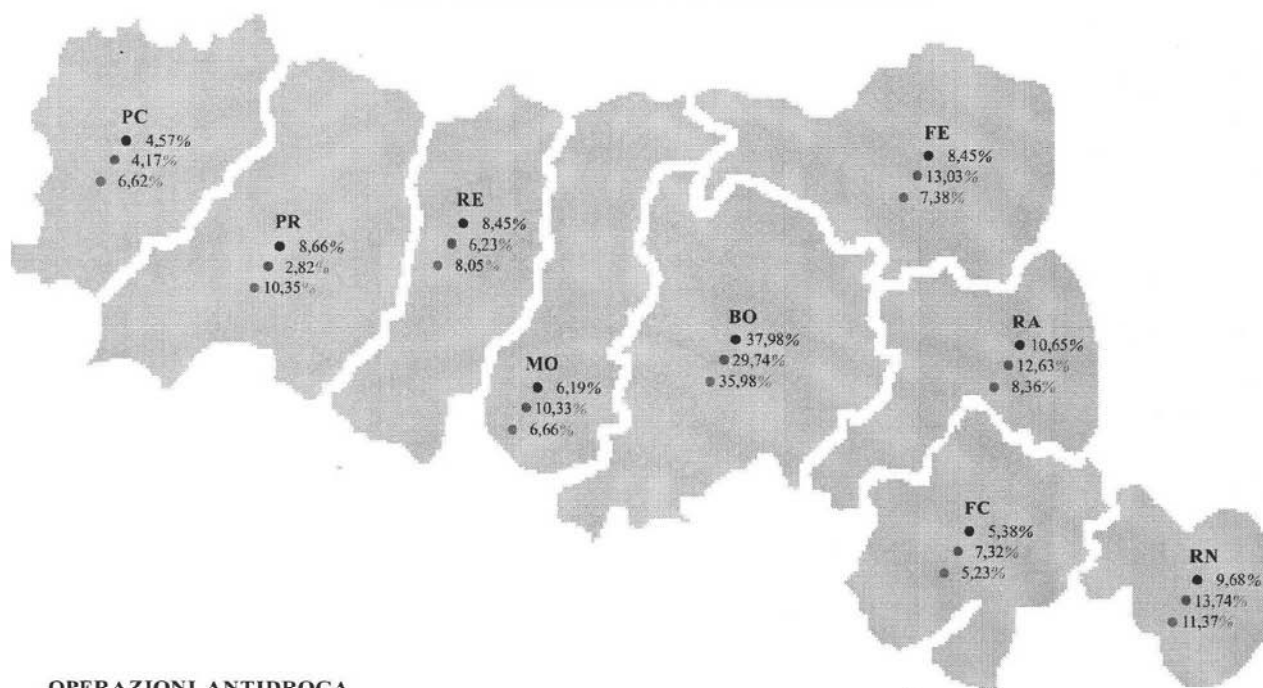 PC
4,57%
4,17%
6,62%
PR
8,66%
2,82%
10,35%
RE
8,45%
6,23%
8,05%
MO
6,19%
10,33%
6,66%
BO
37,98%
29,74%
35,98%
FE
8,45%
13,03%
7,38%
RA
10,65%
12,63%
8,36%
FC
5,38%
7,32%
5,23%
RN
9,68%
13,74%
11,37%
OPERAZIONI ANTIDROGA